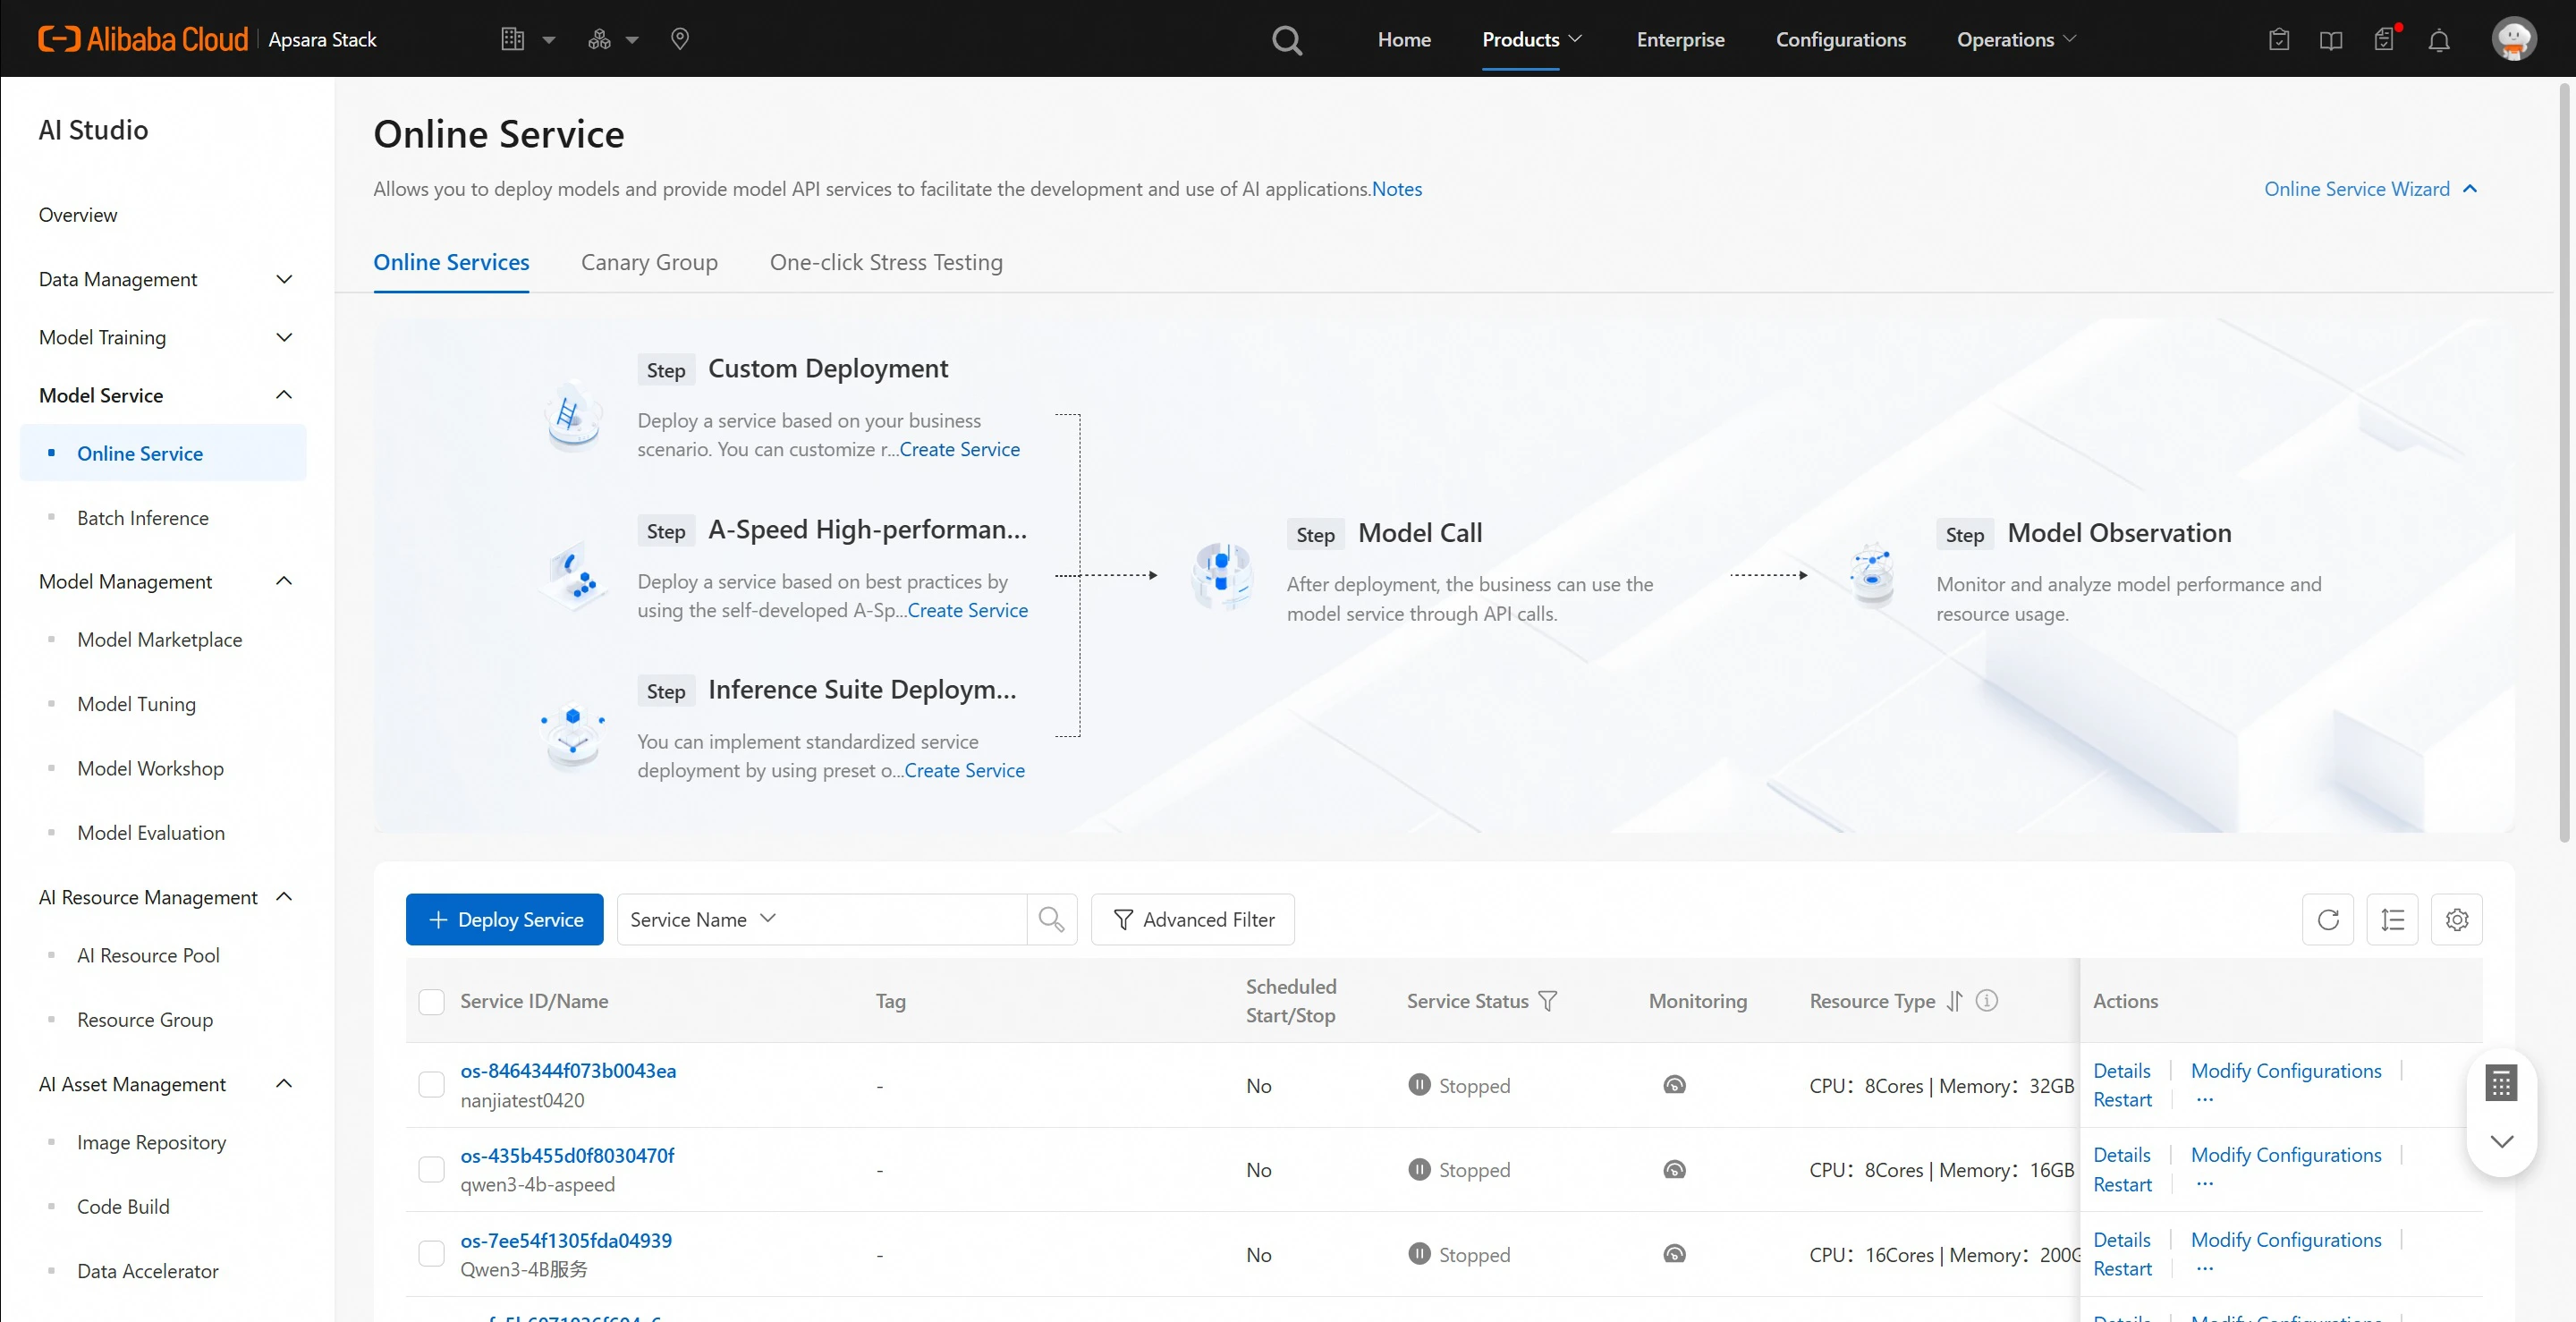 Alibaba Cloud | Apsara Stack
Home
Products
Enterprise
Configurations
Operations
AI Studio
Overview
Data Management
Model Training
Model Service
Online Service
Batch Inference
Model Management
Model Marketplace
Model Tuning
Model Workshop
Model Evaluation
AI Resource Management
AI Resource Pool
Resource Group
AI Asset Management
Image Repository
Code Build
Data Accelerator
Online Service
Allows you to deploy models and provide model API services to facilitate the development and use of AI applications.Notes
Online Service Wizard
Online Services
Canary Group
One-click Stress Testing
Step Custom Deployment
Deploy a service based on your business
scenario. You can customize r...Create Service
Step A-Speed High-performan...
Deploy a service based on best practices by
using the self-developed A-Sp...Create Service
Step Inference Suite Deploym...
You can implement standardized service
deployment by using preset o...Create Service
Step Model Call
After deployment, the business can use the
model service through API calls.
Step Model Observation
Monitor and analyze model performance and
resource usage.
+ Deploy Service
Service Name
Advanced Filter
Service ID/Name
Tag
Scheduled
Start/Stop
Service Status
Monitoring
Resource Type
Actions
os-8464344f073b0043ea
nanjiatest0420
-
No
Stopped
CPU：8Cores | Memory：32GB
Details | Modify Configurations |
Restart | ...
os-435b455d0f8030470f
qwen3-4b-aspeed
-
No
Stopped
CPU：8Cores | Memory：16GB
Details | Modify Configurations |
Restart | ...
os-7ee54f1305fda04939
Qwen3-4B服务
-
No
Stopped
CPU：16Cores | Memory：200G
Details | Modify Configurations |
Restart | ...
Details Modify Configurations